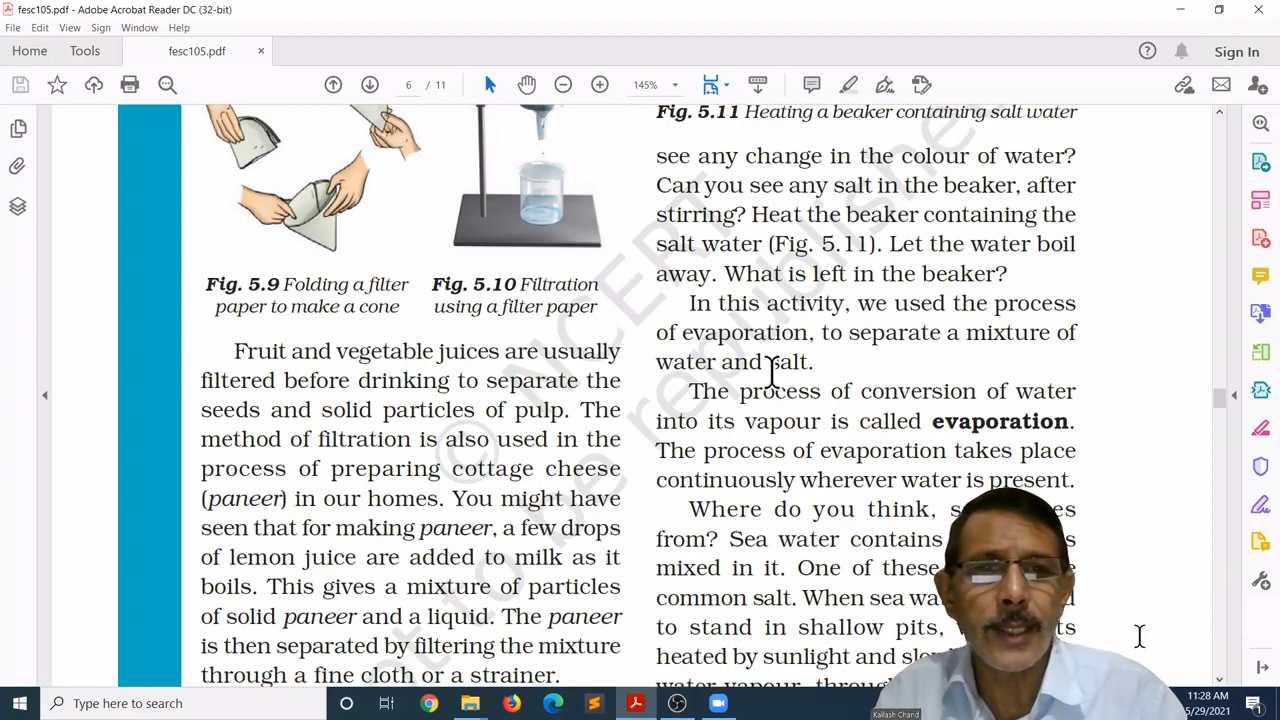 fesc105.pdf - Adobe Acrobat Reader DC (32-bit)
File Edit View Sign Window Help
Home Tools fesc105.pdf × Sign In
6 / 11 145%
Fig. 5.9 Folding a filter
paper to make a cone
Fig. 5.10 Filtration
using a filter paper
Fruit and vegetable juices are usually
filtered before drinking to separate the
seeds and solid particles of pulp. The
method of filtration is also used in the
process of preparing cottage cheese
(paneer) in our homes. You might have
seen that for making paneer, a few drops
of lemon juice are added to milk as it
boils. This gives a mixture of particles
of solid paneer and a liquid. The paneer
is then separated by filtering the mixture
through a fine cloth or a strainer.
Fig. 5.11 Heating a beaker containing salt water
see any change in the colour of water?
Can you see any salt in the beaker, after
stirring? Heat the beaker containing the
salt water (Fig. 5.11). Let the water boil
away. What is left in the beaker?
In this activity, we used the process
of evaporation, to separate a mixture of
water and salt.
The process of conversion of water
into its vapour is called evaporation.
The process of evaporation takes place
continuously wherever water is present.
Where do you think,
from? Sea water contains
mixed in it. One of these
common salt. When sea
to stand in shallow pits,
heated by sunlight and
water vapour, through
© NCERT
not to be republished
Kailash Chand
Type here to search
11:28 AM
5/29/2021